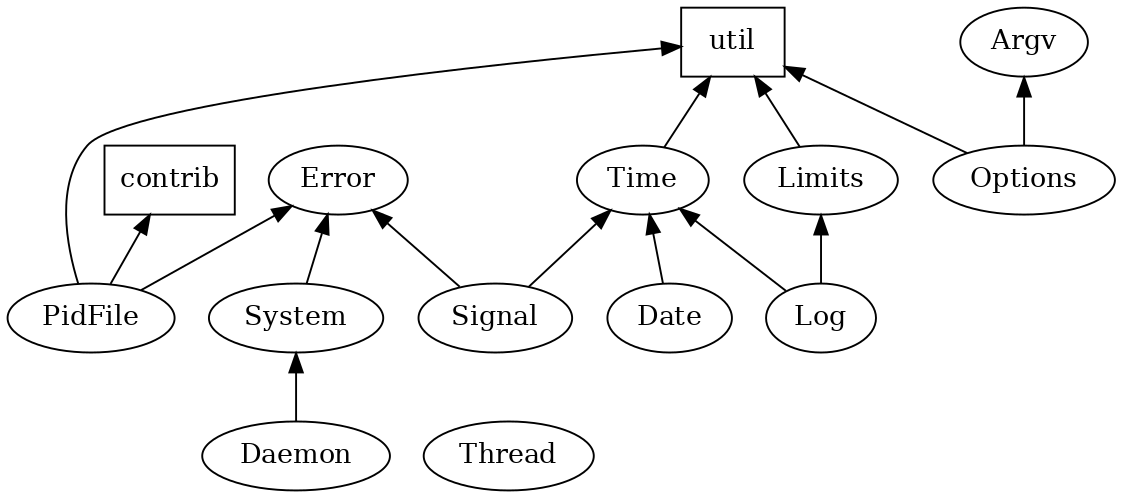 util
Argv
contrib
Error
Time
Limits
Options
PidFile
System
Signal
Date
Log
Daemon
Thread